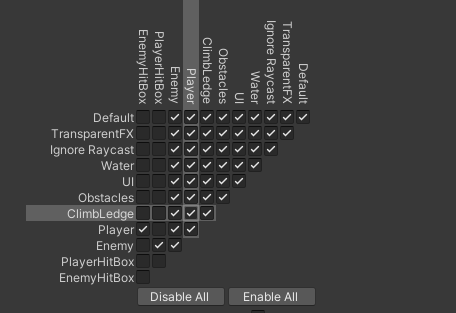 EnemyHitBox
PlayerHitBox
Enemy
Player
ClimbLedge
Obstacles
UI
Water
Ignore Raycast
TransparentFX
Default
Default
TransparentFX
Ignore Raycast
Water
UI
Obstacles
ClimbLedge
Player
Enemy
PlayerHitBox
EnemyHitBox
Disable All Enable All